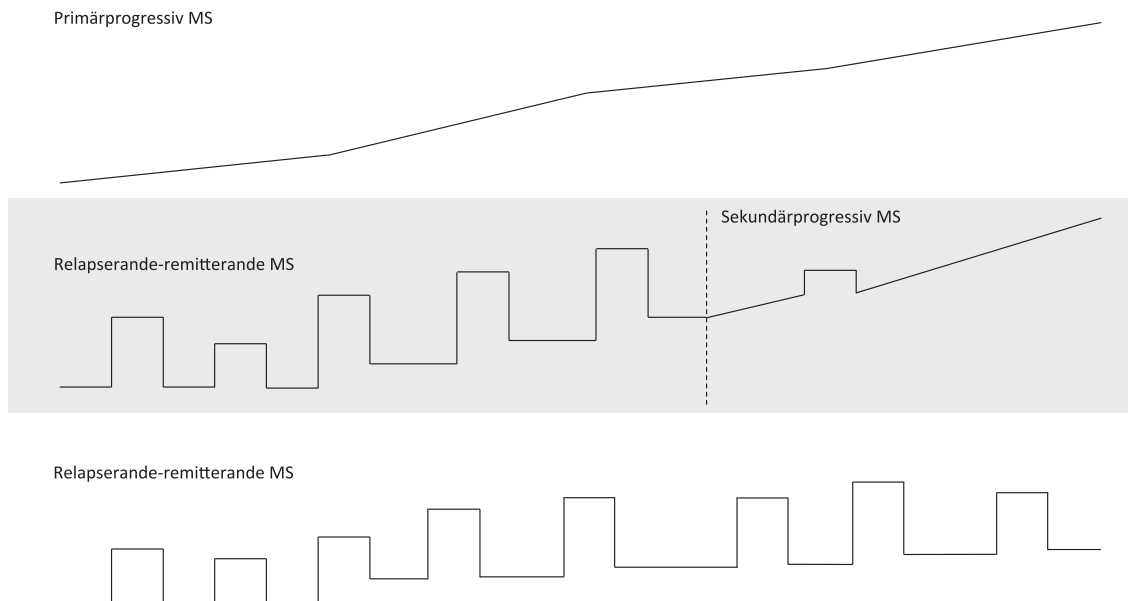 Primärprogressiv MS
Sekundärprogressiv MS
Relapserande-remitterande MS
Relapserande-remitterande MS